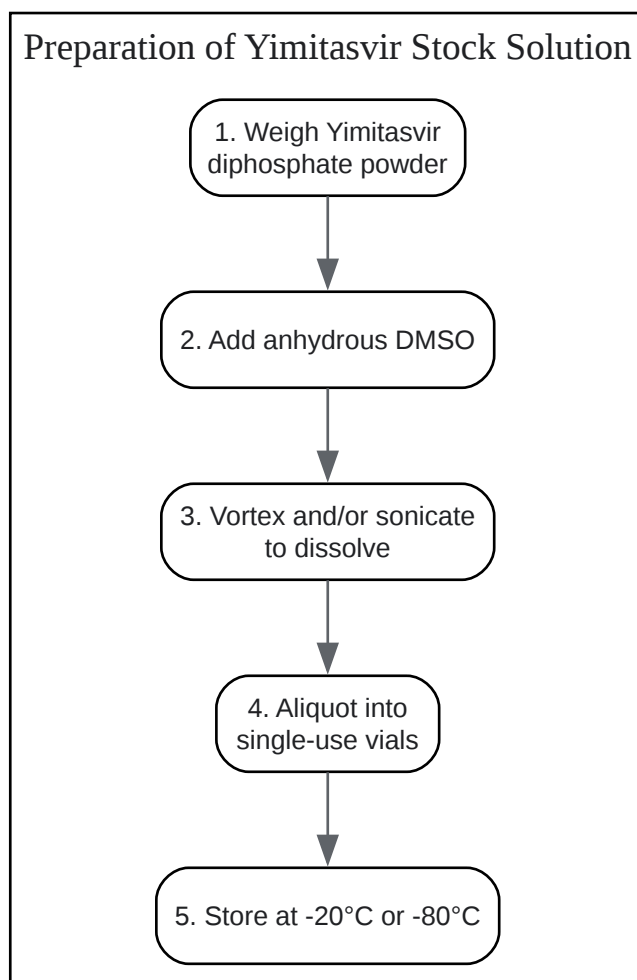 Preparation of Yimitasvir Stock Solution
1. Weigh Yimitasvir
diphosphate powder
2. Add anhydrous DMSO
3. Vortex and/or sonicate
to dissolve
4. Aliquot into
single-use vials
5. Store at -20°C or -80°C